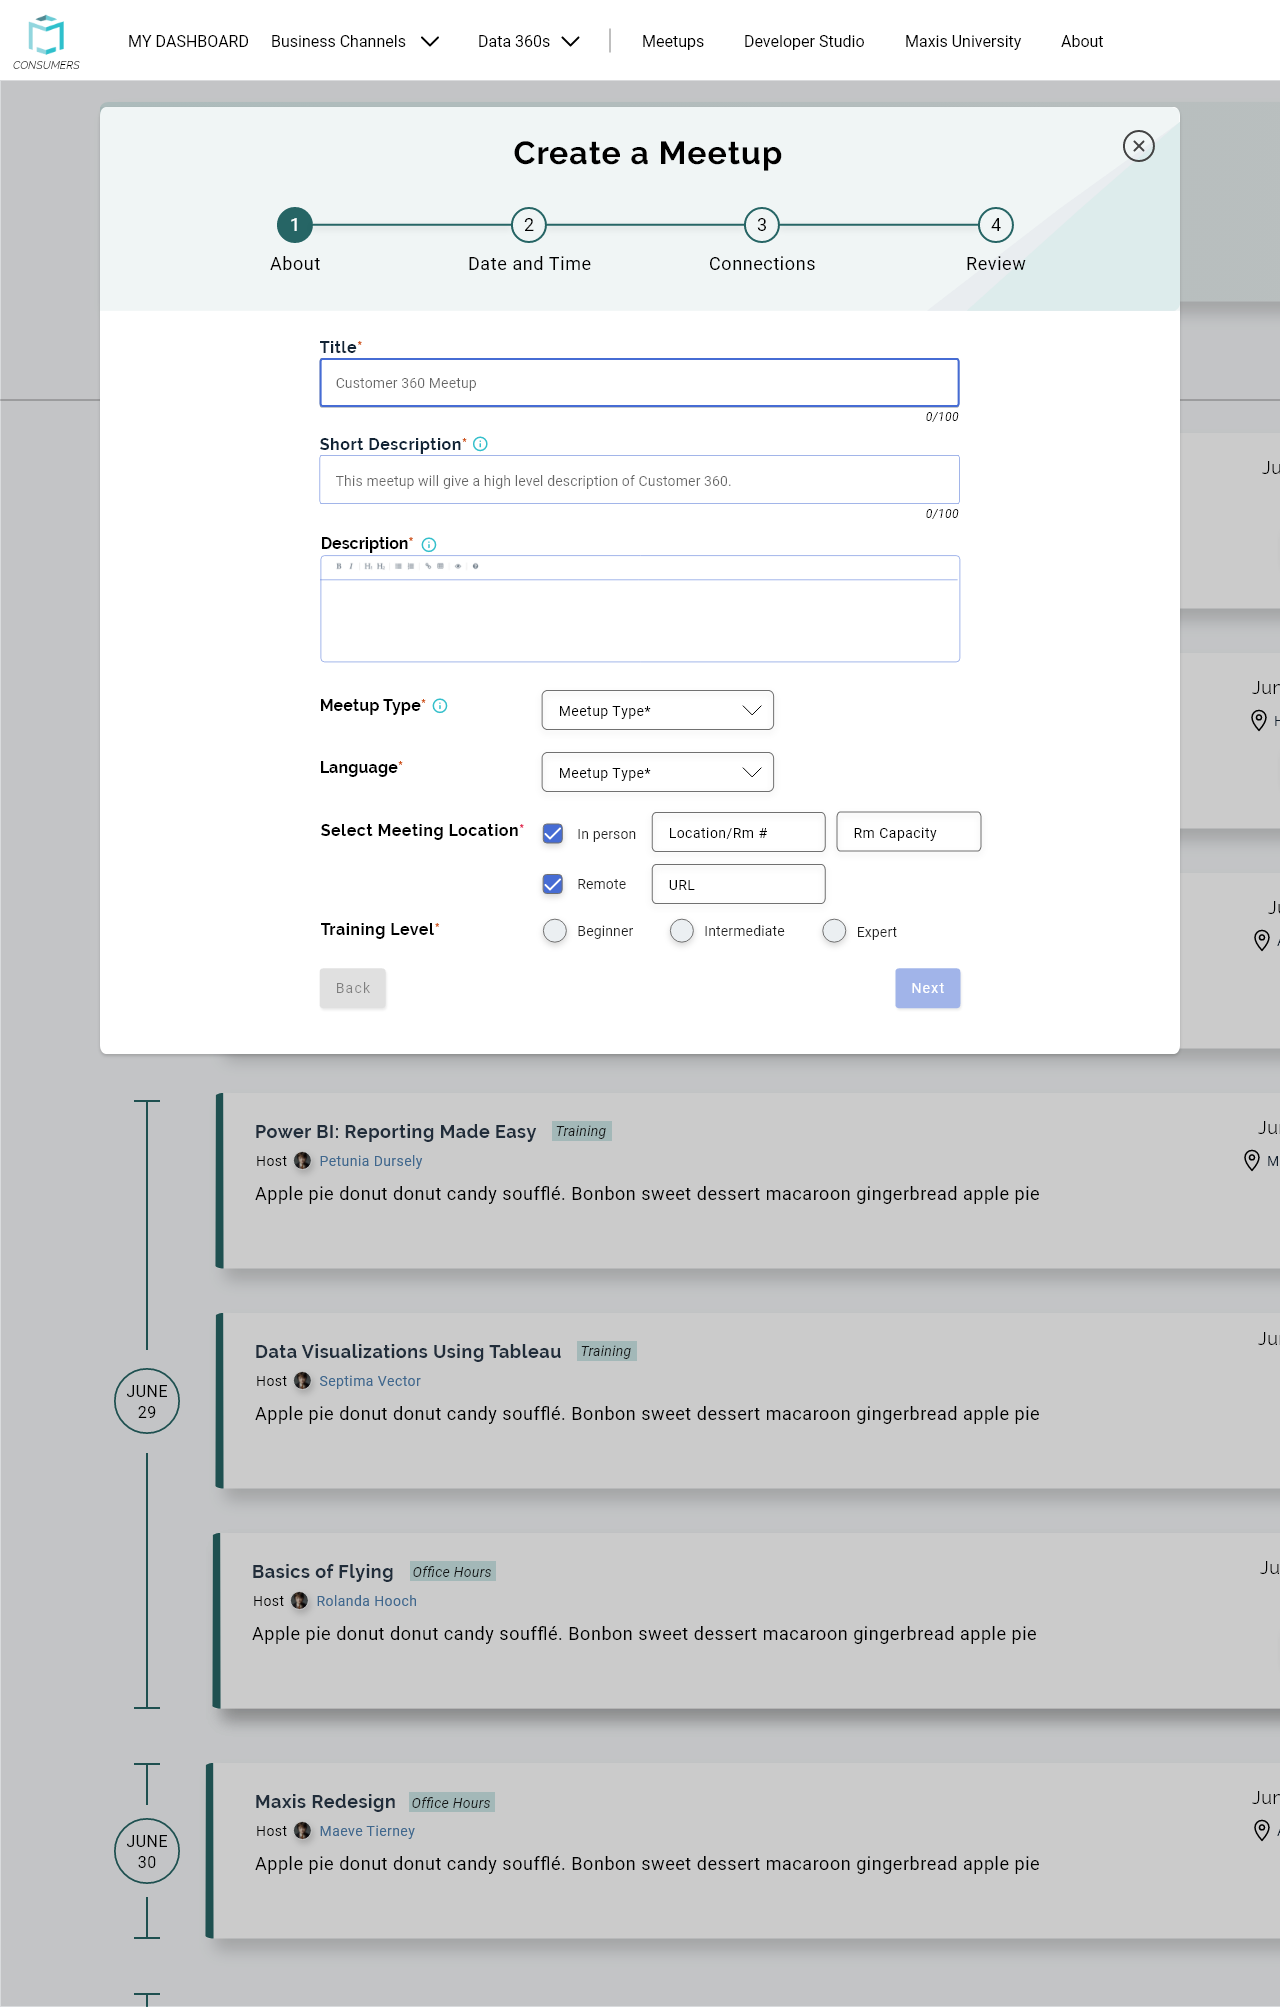 CONSUMERS
MY DASHBOARD Business Channels Data 360s Meetups Developer Studio Maxis University About
Create a Meetup
1 2 3 4
About Date and Time Connections Review
Title*
Customer 360 Meetup
0/100
Short Description*
This meetup will give a high level description of Customer 360.
0/100
Description*
B I H1 H2
Meetup Type* Meetup Type*
Language* Meetup Type*
Select Meeting Location* In person Location/Rm # Rm Capacity
Remote URL
Training Level* Beginner Intermediate Expert
Back Next
Power BI: Reporting Made Easy Training
Host Petunia Dursely
Apple pie donut donut candy soufflé. Bonbon sweet dessert macaroon gingerbread apple pie
JUNE
29
Data Visualizations Using Tableau Training
Host Septima Vector
Apple pie donut donut candy soufflé. Bonbon sweet dessert macaroon gingerbread apple pie
Basics of Flying Office Hours
Host Rolanda Hooch
Apple pie donut donut candy soufflé. Bonbon sweet dessert macaroon gingerbread apple pie
JUNE
30
Maxis Redesign Office Hours
Host Maeve Tierney
Apple pie donut donut candy soufflé. Bonbon sweet dessert macaroon gingerbread apple pie